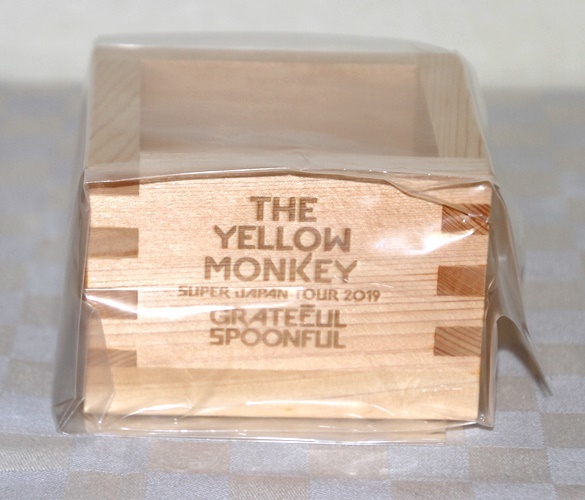 THE
YELLOW
MONKEY
SUPER JAPAN TOUR 2019
GRATEFUL
SPOONFUL